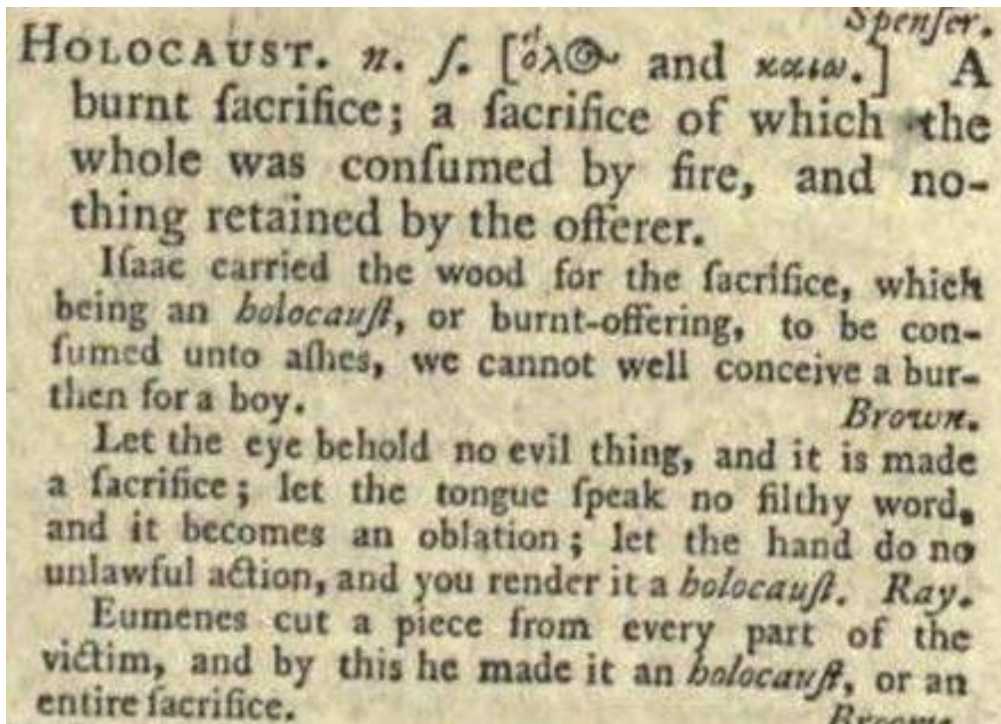 Spenſer.
HOLOCAUST. n. ſ. [ὅλος and καιω.] A
burnt ſacrifice; a ſacrifice of which the
whole was conſumed by fire, and no-
thing retained by the offerer.
Iſaac carried the wood for the ſacrifice, which
being an holocauſt, or burnt-offering, to be con-
ſumed unto aſhes, we cannot well conceive a bur-
then for a boy. Brown.
Let the eye behold no evil thing, and it is made
a ſacrifice; let the tongue ſpeak no filthy word,
and it becomes an oblation; let the hand do no
unlawful action, and you render it a holocauſt. Ray.
Eumenes cut a piece from every part of the
victim, and by this he made it an holocauſt, or an
entire ſacrifice. Broome.